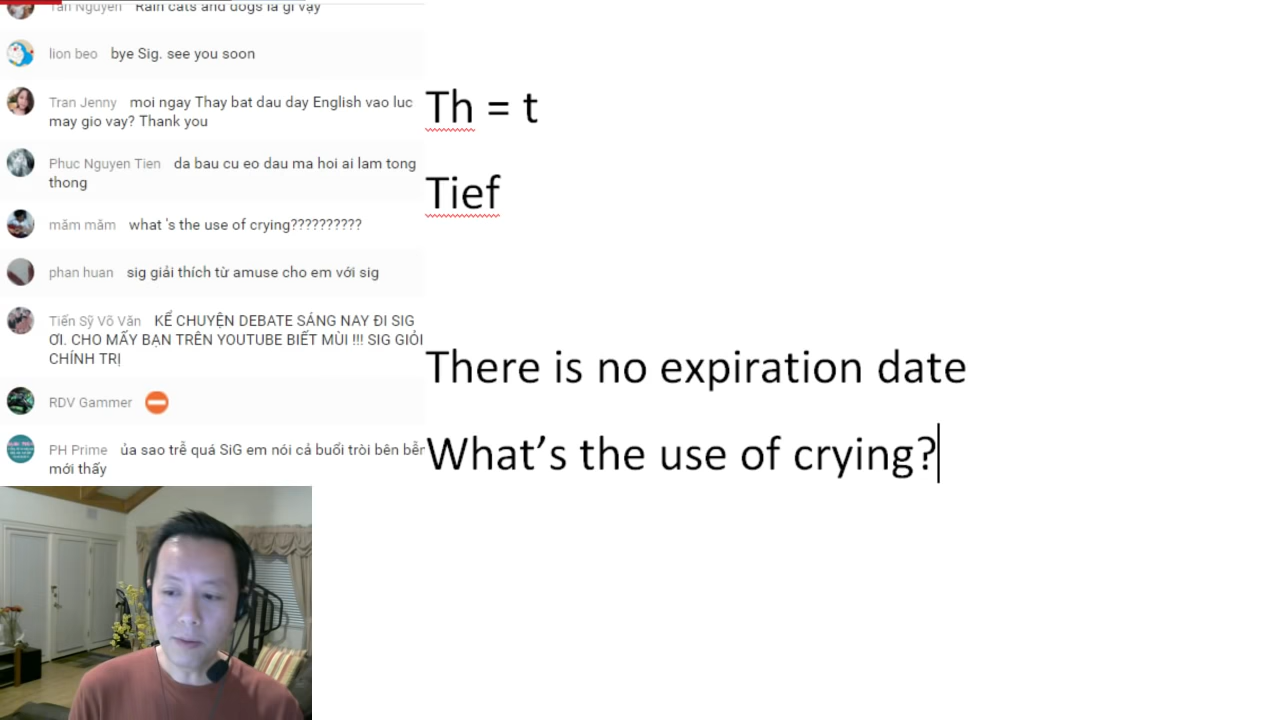 Tan Nguyen Rain cats and dogs là gì vậy
lion beo bye Sig. see you soon
Tran Jenny moi ngay Thay bat dau day English vao luc
may gio vay? Thank you
Phuc Nguyen Tien da bau cu eo dau ma hoi ai lam tong
thong
măm măm what 's the use of crying??????????
phan huan sig giải thích từ amuse cho em với sig
Tiến Sỹ Võ Văn KỂ CHUYỆN DEBATE SÁNG NAY ĐI SIG
ƠI. CHO MẤY BẠN TRÊN YOUTUBE BIẾT MÙI !!! SIG GIỎI
CHÍNH TRỊ
RDV Gammer
PH Prime ủa sao trễ quá SiG em nói cả buổi tròi bên
mới thấy
Th = t
Tief
There is no expiration date
What’s the use of crying?